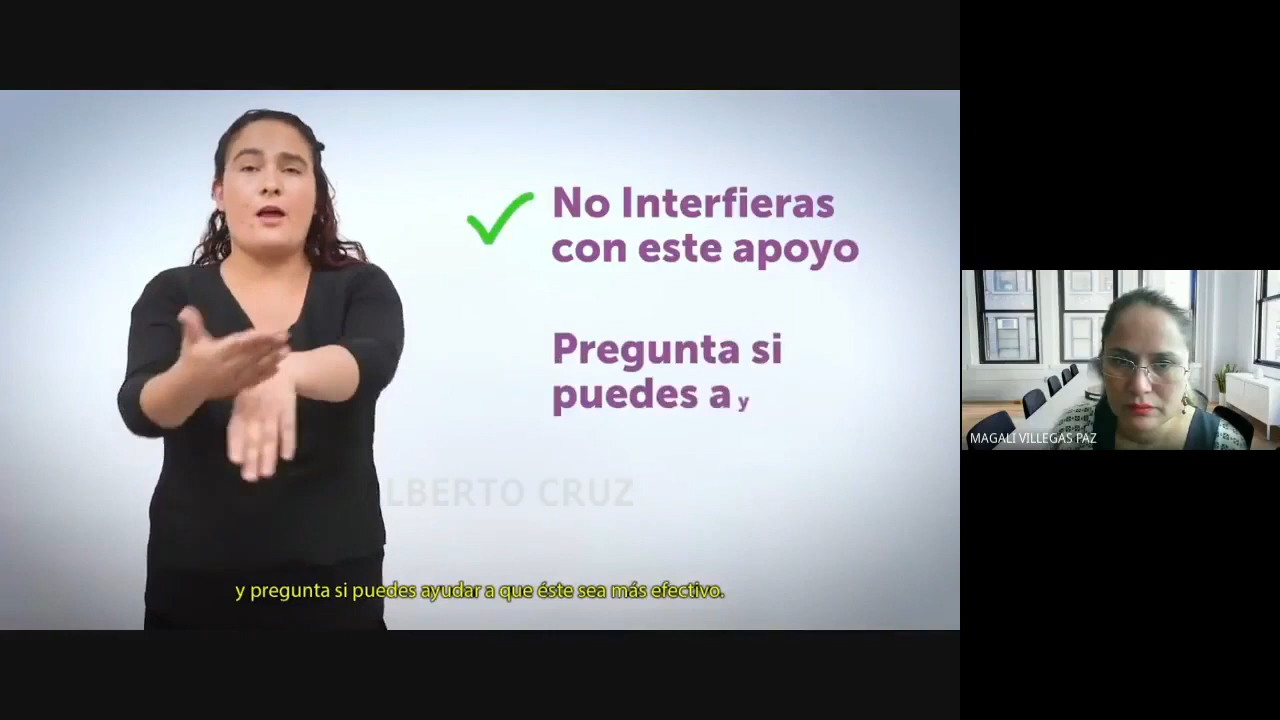 No Interfieras
con este apoyo
Pregunta si
puedes a y
LBERTO CRUZ
y pregunta si puedes ayudar a que éste sea más efectivo.
MAGALI VILLEGAS PAZ